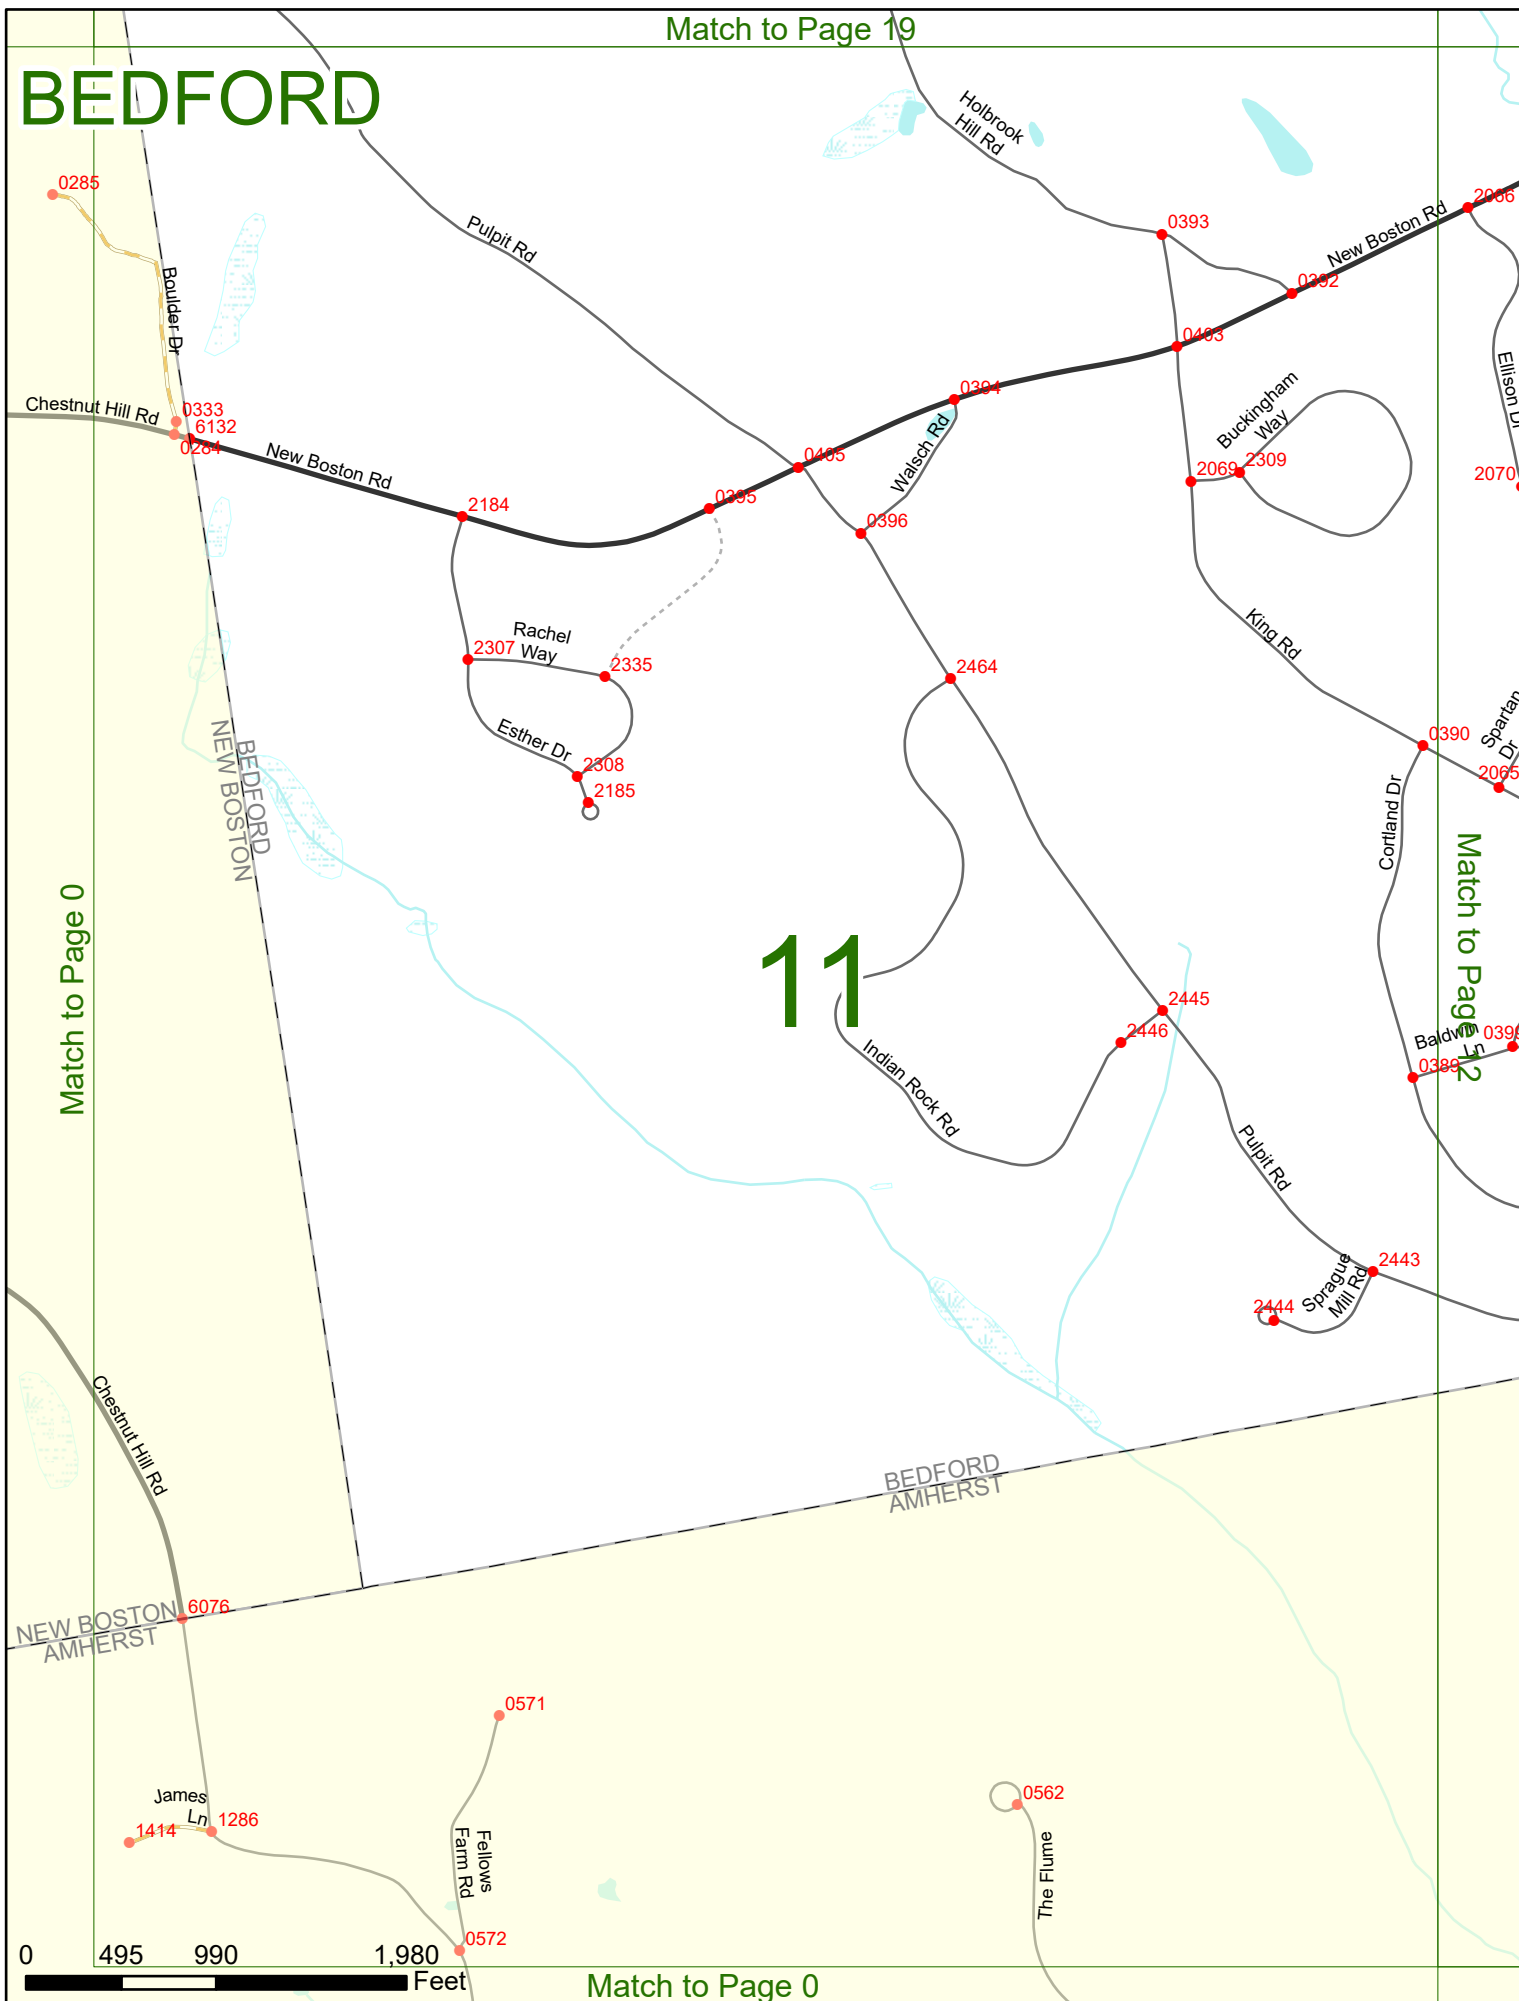 Match to Page 19
BEDFORD
Holbrook
Hill Rd
0285
2066
Pulpit Rd
0393
New Boston Rd
0392
Boulder Dr
0403
Ellison Dr
0394
Buckingham
Way
Chestnut Hill Rd
0333
6132
0284
New Boston Rd
Walsch Rd
0405
2069
2309
2070
2184
0395
0396
King Rd
Rachel
Way
2307
2335
2464
Spartan
Dr
Esther Dr
0390
2308
2065
2185
BEDFORD
NEW BOSTON
Cortland Dr
Match to Page 12
Match to Page 0
11
2445
2446
Baldwin
Ln
0389
Indian Rock Rd
Pulpit Rd
2443
Sprague
Mill Rd
2444
Chestnut Hill Rd
BEDFORD
AMHERST
6076
NEW BOSTON
AMHERST
0571
James
Ln
1286
1414
0562
Fellows
Farm Rd
The Flume
0572
0 495 990 1,980
Feet
Match to Page 0